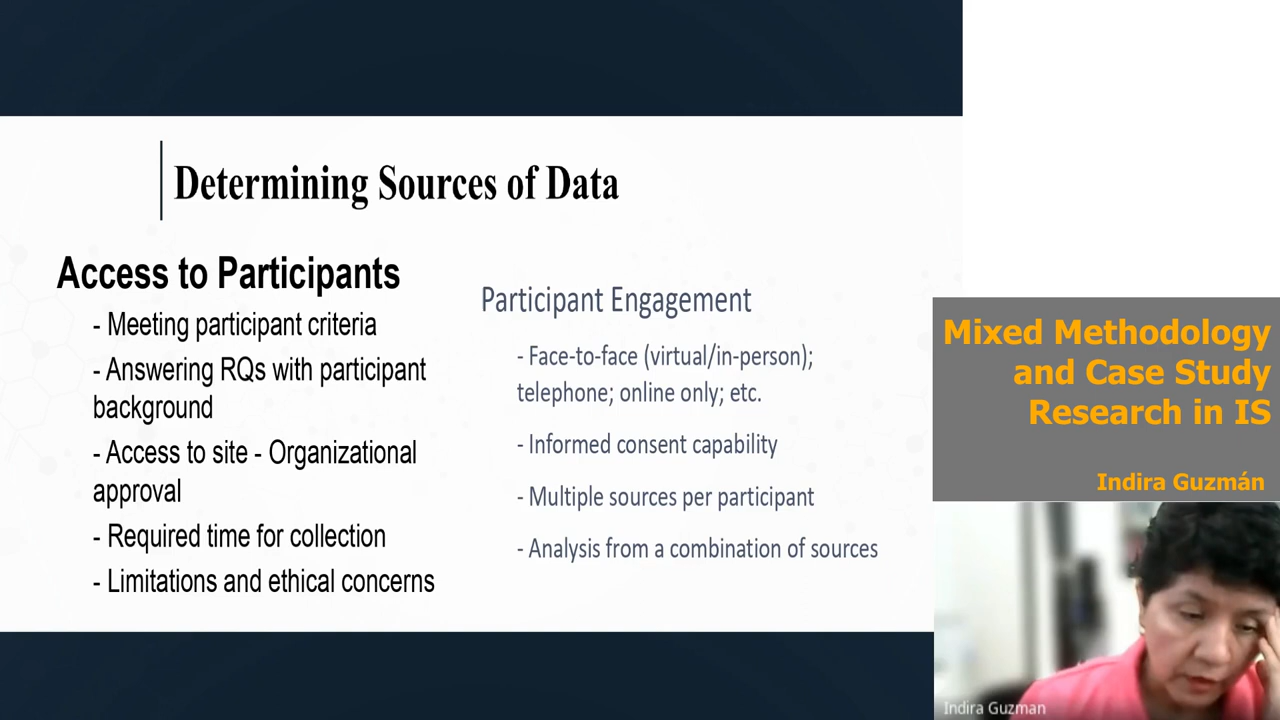 Determining Sources of Data
Access to Participants
- Meeting participant criteria
- Answering RQs with participant
background
- Access to site - Organizational
approval
- Required time for collection
- Limitations and ethical concerns
Participant Engagement
- Face-to-face (virtual/in-person);
telephone; online only; etc.
- Informed consent capability
- Multiple sources per participant
- Analysis from a combination of sources
Mixed Methodology
and Case Study
Research in IS
Indira Guzmán
Indira Guzman